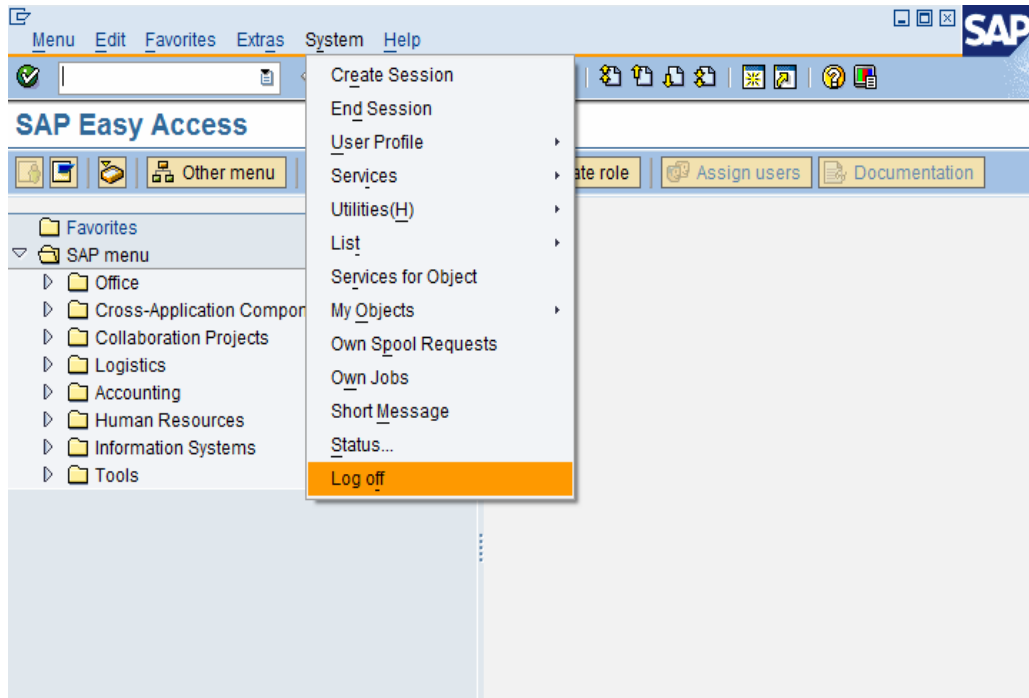 Menu Edit Favorites Extras System Help
SAP
Create Session
End Session
SAP Easy Access
User Profile
Other menu
Services
ate role
Assign users
Documentation
Utilities(H)
Favorites
List
SAP menu
Services for Object
Office
Cross-Application Compon
My Objects
Collaboration Projects
Own Spool Requests
Logistics
Own Jobs
Accounting
Short Message
Human Resources
Status...
Information Systems
Log off
Tools